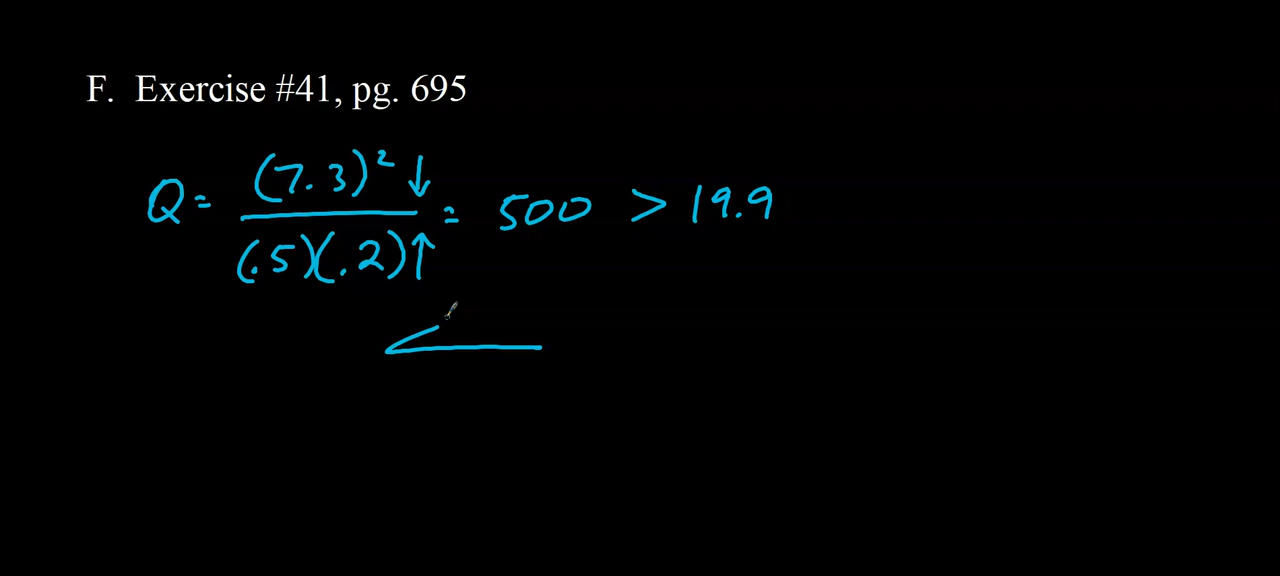 F. Exercise #41, pg. 695
Q = (7.3)² ↓ / (.5)(.2) ↑ = 500 > 19.9